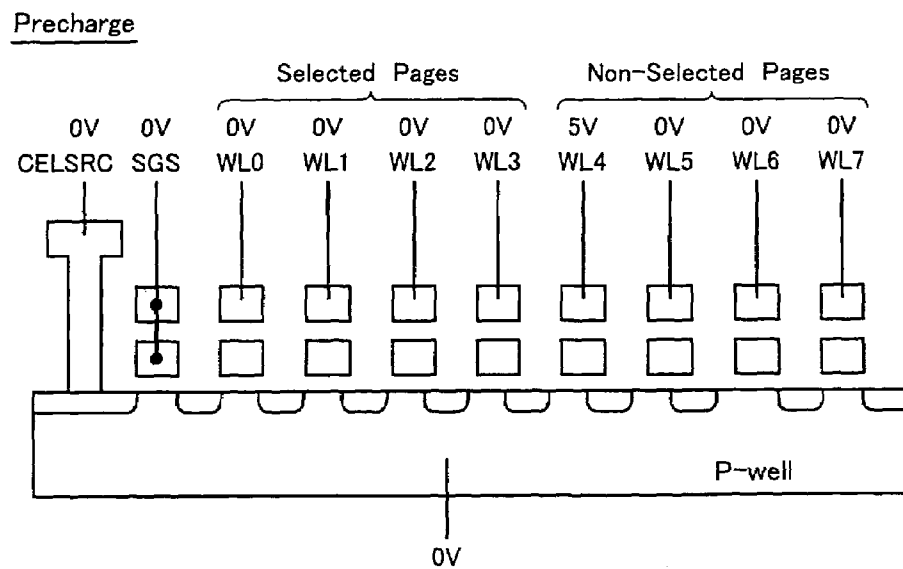 Precharge
Selected Pages Non-Selected Pages
0V 0V 0V 0V 0V 0V 5V 0V 0V 0V
CELSRC SGS WL0 WL1 WL2 WL3 WL4 WL5 WL6 WL7
P-well
0V